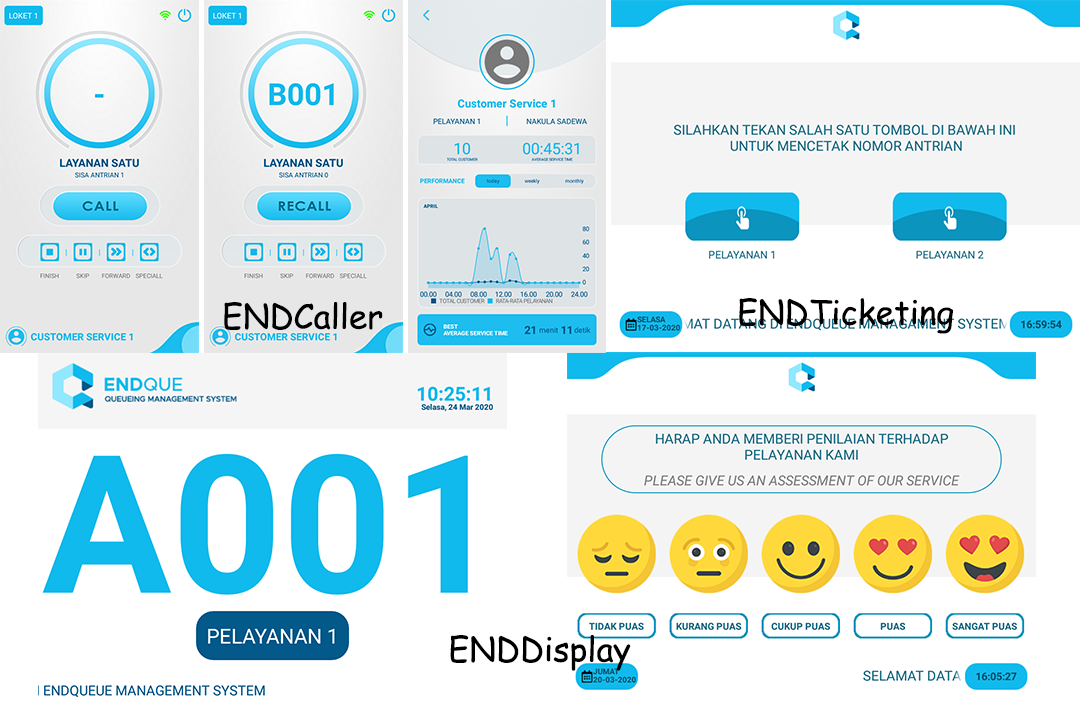 LOKET 1
-
LAYANAN SATU
SISA ANTRIAN 1
CALL
FINISH SKIP FORWARD SPECIALL
CUSTOMER SERVICE 1
LOKET 1
B001
LAYANAN SATU
SISA ANTRIAN 0
RECALL
FINISH SKIP FORWARD SPECIALL
ENDCaller
CUSTOMER SERVICE 1
Customer Service 1
PELAYANAN 1 | NAKULA SADEWA
10 00:45:31
TOTAL CUSTOMER AVERAGE SERVICE TIME
PERFORMANCE today weekly monthly
APRIL
80
60
40
20
0
00.00 04.00 08.00 12.00 16.00 20.00 24.00
TOTAL CUSTOMER RATA-RATA PELAYANAN
BEST
AVERAGE SERVICE TIME 21 menit 11 detik
SILAHKAN TEKAN SALAH SATU TOMBOL DI BAWAH INI
UNTUK MENCETAK NOMOR ANTRIAN
PELAYANAN 1 PELAYANAN 2
ENDTicketing
SELASA
17-03-2020
MAT DATANG DI ENDQUEUE MANAGAMENT SYSTEM
16:59:54
ENDQUE
QUEUEING MANAGEMENT SYSTEM
10:25:11
Selasa, 24 Mar 2020
A001
PELAYANAN 1
ENDQUEUE MANAGEMENT SYSTEM
ENDDisplay
HARAP ANDA MEMBERI PENILAIAN TERHADAP
PELAYANAN KAMI
PLEASE GIVE US AN ASSESSMENT OF OUR SERVICE
TIDAK PUAS KURANG PUAS CUKUP PUAS PUAS SANGAT PUAS
JUMAT
20-03-2020
SELAMAT DATA
16:05:27